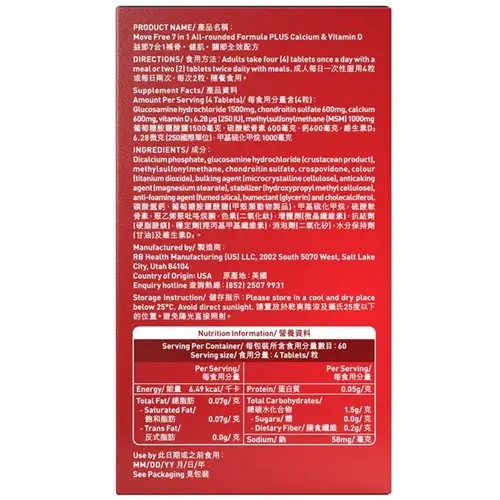 PRODUCT NAME/ 產品名稱：
Move Free 7 in 1 All-rounded Formula PLUS Calcium & Vitamin D
益節7合1補骨・健肌・關節全效配方
DIRECTIONS/ 食用方法： Adults take four (4) tablets once a day with a
meal or two (2) tablets twice daily with meals. 成人每日一次性服用4粒
或每日兩次，每次2粒，隨餐食用。
Supplement Facts/ 產品資料
Amount Per Serving (4 Tablets)/ 每食用分量含(4粒)：
Glucosamine hydrochloride 1500mg, chondroitin sulfate 600mg, calcium
600mg, vitamin D₃ 6.28 μg (250 IU), methylsulfonylmethane (MSM) 1000mg
葡萄糖胺鹽酸鹽1500毫克，硫酸軟骨素 600毫克，鈣600毫克，維生素D₃
6.28微克 (250國際單位)，甲基硫化甲烷 1000毫克
INGREDIENTS/ 成分：
Dicalcium phosphate, glucosamine hydrochloride (crustacean product),
methylsulfonylmethane, chondroitin sulfate, crospovidone, colour
(titanium dioxide), bulking agent (microcrystalline cellulose), anticaking
agent (magnesium stearate), stabilizer (hydroxypropyl methyl cellulose),
anti-foaming agent (fumed silica), humectant (glycerin) and cholecalciferol.
磷酸氫鈣，葡萄糖胺鹽酸鹽(甲殼類動物製品)，甲基硫化甲烷，硫酸軟
骨素，聚乙烯聚吡咯烷酮，色素(二氧化鈦)，增體劑(微晶纖維素)，抗結劑
(硬脂酸鎂)，穩定劑(羥丙基甲基纖維素)，消泡劑(二氧化矽)，水分保持劑
(甘油)及維生素D₃。
Manufactured by/ 製造商：
RB Health Manufacturing (US) LLC, 2002 South 5070 West, Salt Lake
City, Utah 84104
Country of Origin: USA 原產地：美國
Enquiry hotline 查詢熱線：(852) 2507 9931
Storage Instruction/ 儲存指示：Please store in a cool and dry place
below 25°C. Avoid direct sunlight. 請置放於乾爽陰涼及攝氏25度以下
的位置。避免陽光直接照射。
Nutrition Information/ 營養資料
Serving Per Container/ 每包裝所含食用分量數目：60
Serving size/ 食用分量：4 Tablets/ 粒
Per Serving/
每食用分量
Per Serving/
每食用分量
Energy/ 能量 6.49 kcal/ 千卡
Protein/ 蛋白質 0.05g/ 克
Total Fat/ 總脂肪 0.07g/ 克
- Saturated Fat/
飽和脂肪 0.07g/ 克
- Trans Fat/
反式脂肪 0.0g/ 克
Total Carbohydrates/
總碳水化合物 1.5g/ 克
- Sugars/ 糖 0.0g/ 克
- Dietary Fiber/ 膳食纖維 0.2g/ 克
Sodium/ 鈉 58mg/ 毫克
Use by/ 此日期或之前食用：
MM/DD/YY 月/日/年
See Packaging 見包裝